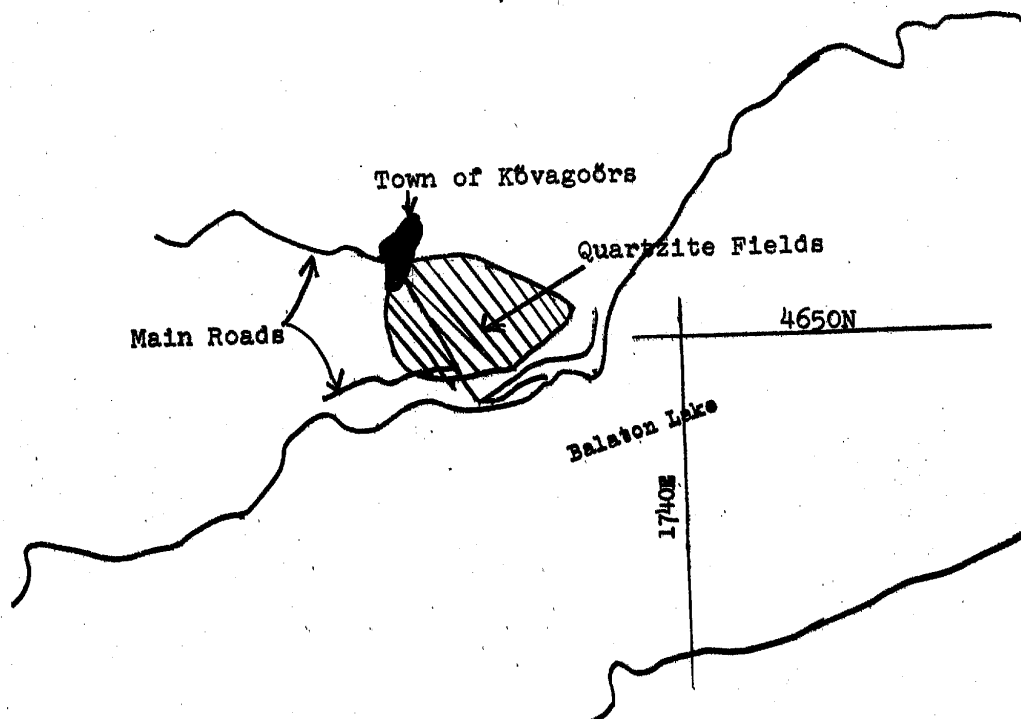 Town of Kövagoörs
Quartzite Fields
Main Roads
4650N
Balaton Lake
1740E